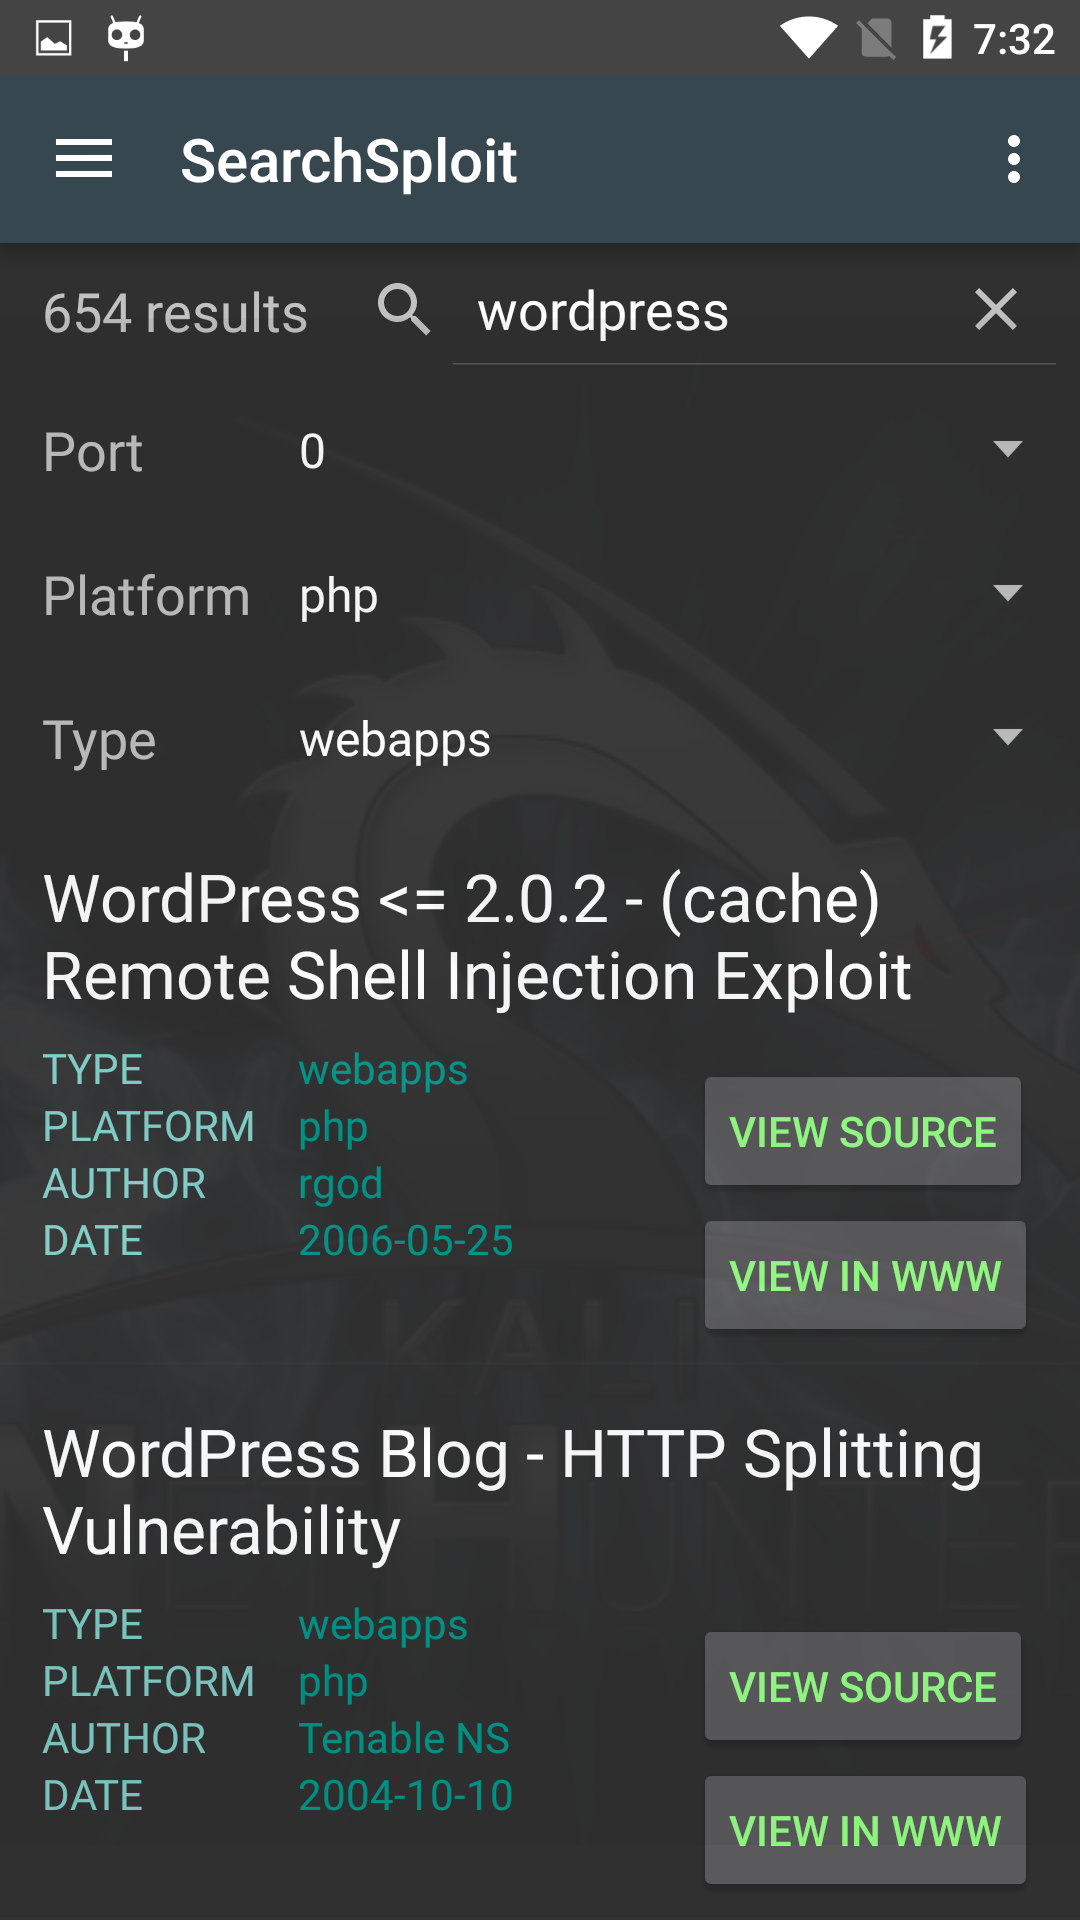 7:32
SearchSploit
654 results
wordpress
Port 0
Platform php
Type webapps
WordPress <= 2.0.2 - (cache)
Remote Shell Injection Exploit
TYPE webapps
PLATFORM php
AUTHOR rgod
DATE 2006-05-25
VIEW SOURCE
VIEW IN WWW
KALI
NETHUNTER
WordPress Blog - HTTP Splitting
Vulnerability
TYPE webapps
PLATFORM php
AUTHOR Tenable NS
DATE 2004-10-10
VIEW SOURCE
VIEW IN WWW